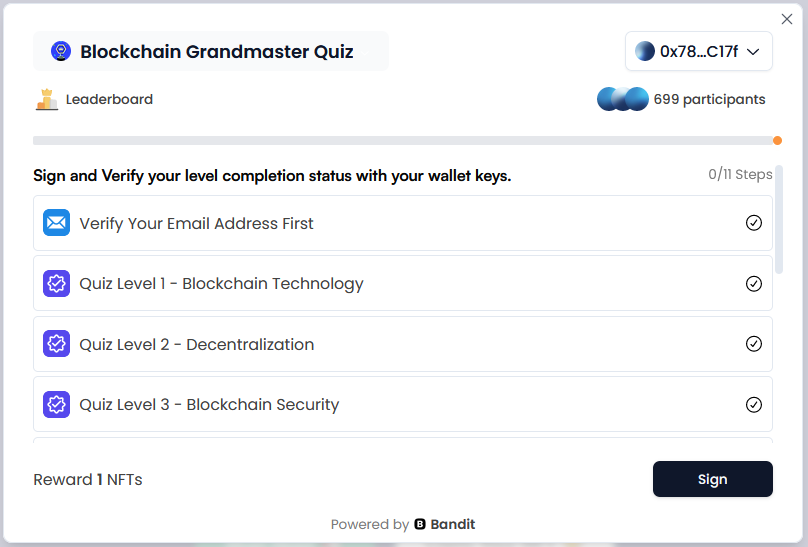 Blockchain Grandmaster Quiz
0x78...C17f
Leaderboard
699 participants
Sign and Verify your level completion status with your wallet keys.
0/11 Steps
Verify Your Email Address First
Quiz Level 1 - Blockchain Technology
Quiz Level 2 - Decentralization
Quiz Level 3 - Blockchain Security
Reward 1 NFTs
Sign
Powered by B Bandit